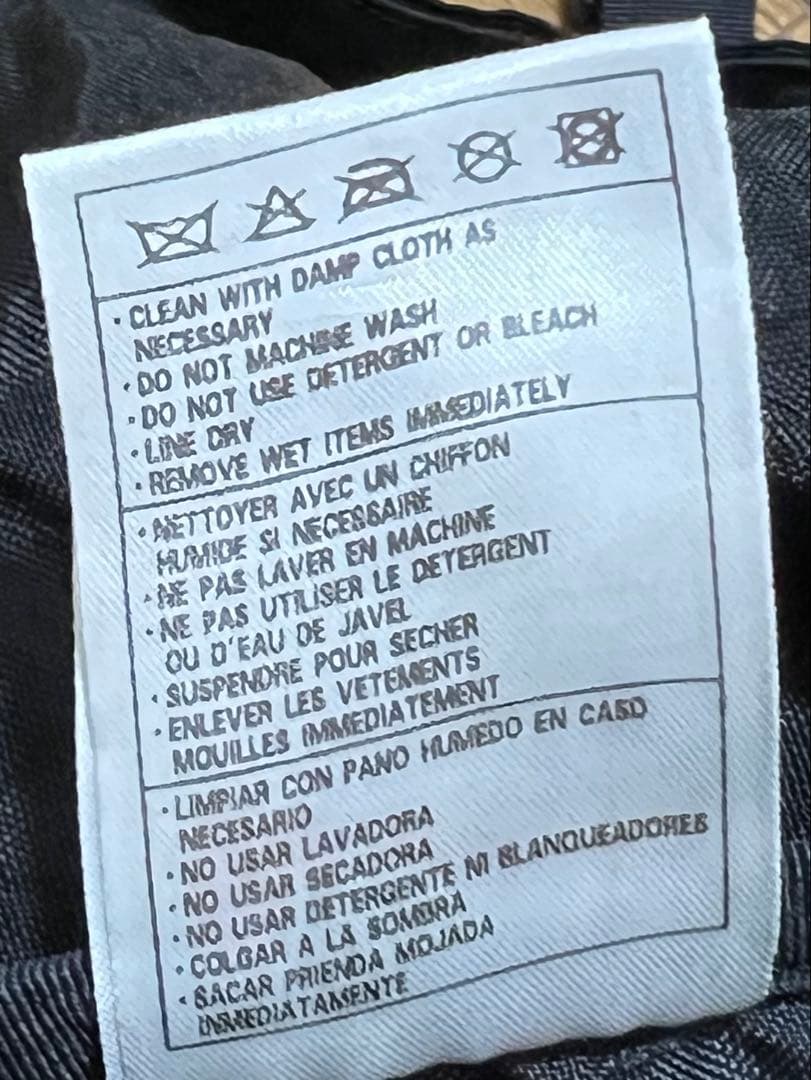 · CLEAN WITH DAMP CLOTH AS
NECESSARY
· DO NOT MACHINE WASH
· DO NOT USE DETERGENT OR BLEACH
· LINE DRY
· REMOVE WET ITEMS IMMEDIATELY
· NETTOYER AVEC UN CHIFFON
HUMIDE SI NECESSAIRE
· NE PAS LAVER EN MACHINE
· NE PAS UTILISER LE DETERGENT
OU D'EAU DE JAVEL
· SUSPENDRE POUR SECHER
· ENLEVER LES VETEMENTS
MOUILLES IMMEDIATEMENT
· LIMPIAR CON PANO HUMEDO EN CASO
NECESARIO
· NO USAR LAVADORA
· NO USAR SECADORA
· NO USAR DETERGENTE NI BLANQUEADORES
· COLGAR A LA SOMBRA
· SACAR PRIENDA MOJADA
INMEDIATAMENTE